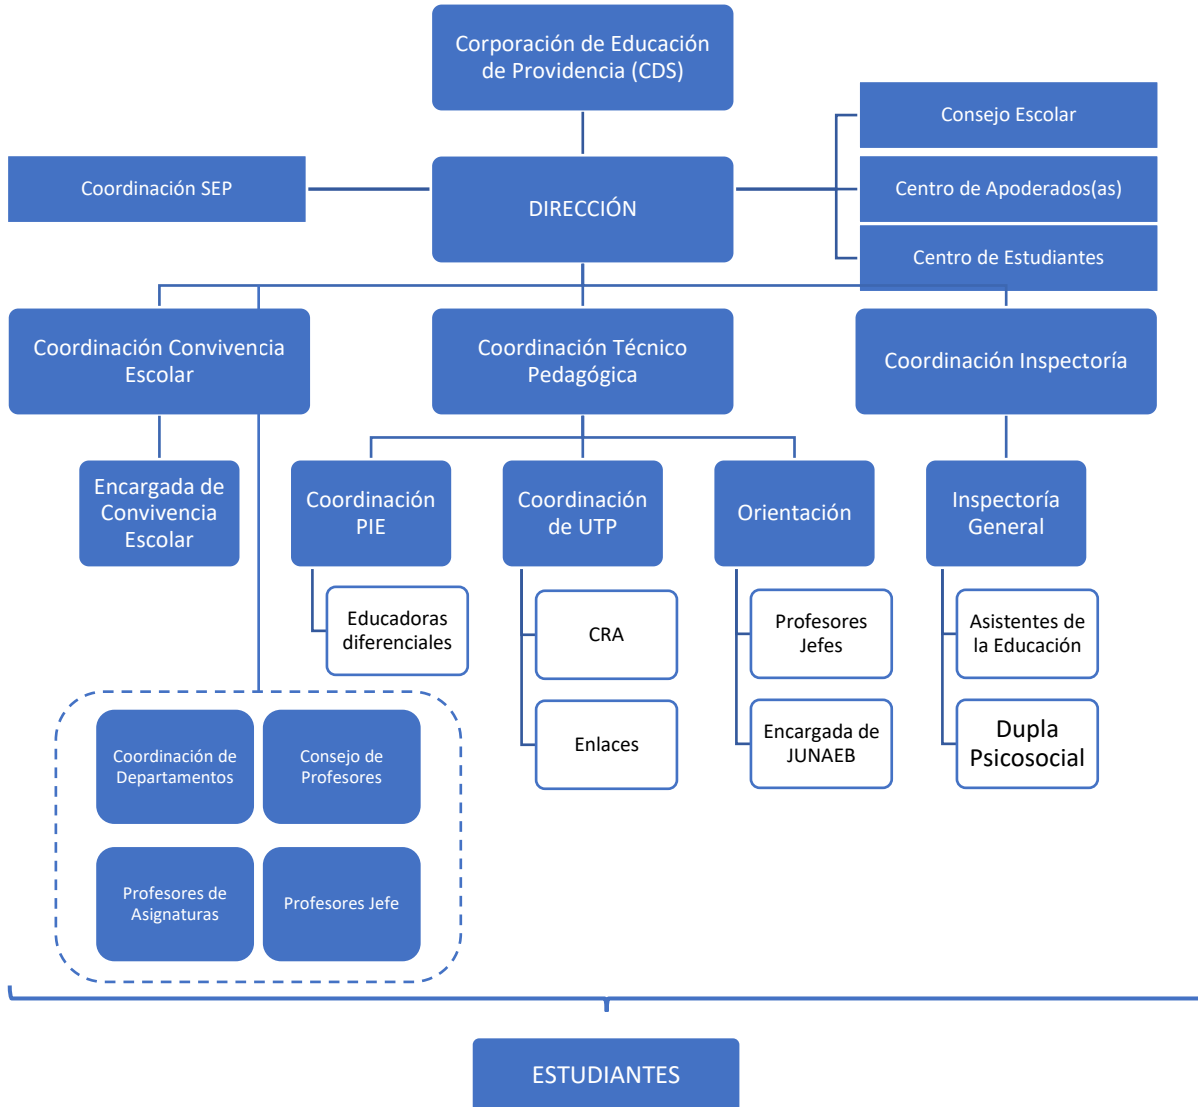 Corporación de Educación
de Providencia (CDS)
Consejo Escolar
Coordinación SEP
DIRECCIÓN
Centro de Apoderados(as)
Centro de Estudiantes
Coordinación Convivencia
Escolar
Coordinación Técnico
Pedagógica
Coordinación Inspectoría
Encargada de
Convivencia
Escolar
Coordinación
PIE
Coordinación
de UTP
Orientación
Inspectoría
General
Educadoras
diferenciales
CRA
Profesores
Jefes
Asistentes de
la Educación
Enlaces
Encargada de
JUNAEB
Dupla
Psicosocial
Coordinación de
Departamentos
Consejo de
Profesores
Profesores de
Asignaturas
Profesores Jefe
ESTUDIANTES